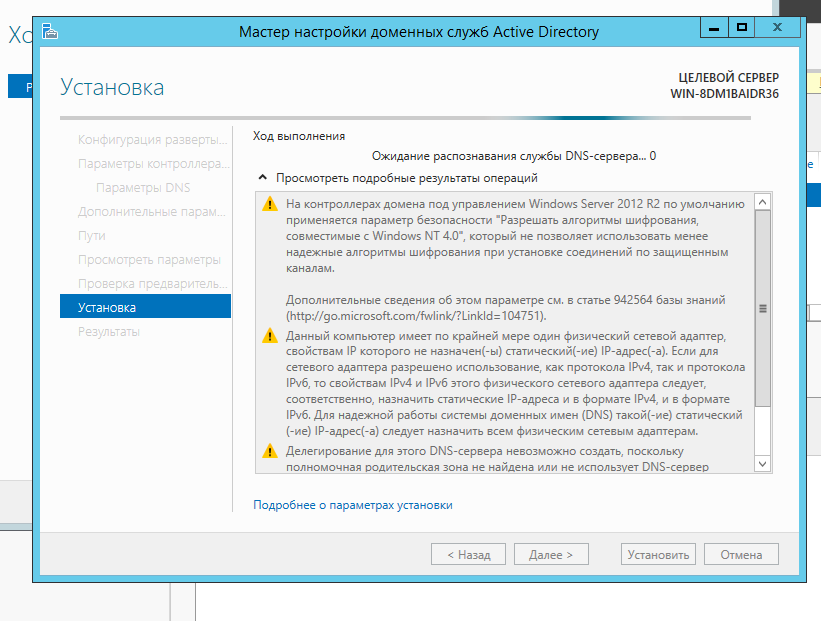 Хо
Мастер настройки доменных служб Active Directory
Установка
ЦЕЛЕВОЙ СЕРВЕР
WIN-8DM1BAIDR36
Конфигурация разверты...
Параметры контроллера...
Параметры DNS
Дополнительные парам...
Пути
Просмотреть параметры
Проверка предваритель...
Установка
Результаты
Ход выполнения
Ожидание распознавания службы DNS-сервера... 0
Просмотреть подробные результаты операций
На контроллерах домена под управлением Windows Server 2012 R2 по умолчанию
применяется параметр безопасности "Разрешать алгоритмы шифрования,
совместимые с Windows NT 4.0", который не позволяет использовать менее
надежные алгоритмы шифрования при установке соединений по защищенным
каналам.
Дополнительные сведения об этом параметре см. в статье 942564 базы знаний
(http://go.microsoft.com/fwlink/?LinkId=104751).
Данный компьютер имеет по крайней мере один физический сетевой адаптер,
свойствам IP которого не назначен(-ы) статический(-ие) IP-адрес(-а). Если для
сетевого адаптера разрешено использование, как протокола IPv4, так и протокола
IPv6, то свойствам IPv4 и IPv6 этого физического сетевого адаптера следует,
соответственно, назначить статические IP-адреса и в формате IPv4, и в формате
IPv6. Для надежной работы системы доменных имен (DNS) такой(-ие) статический
(-ие) IP-адрес(-а) следует назначить всем физическим сетевым адаптерам.
Делегирование для этого DNS-сервера невозможно создать, поскольку
полномочная родительская зона не найдена или не использует DNS-сервер
Подробнее о параметрах установки
< Назад
Далее >
Установить
Отмена